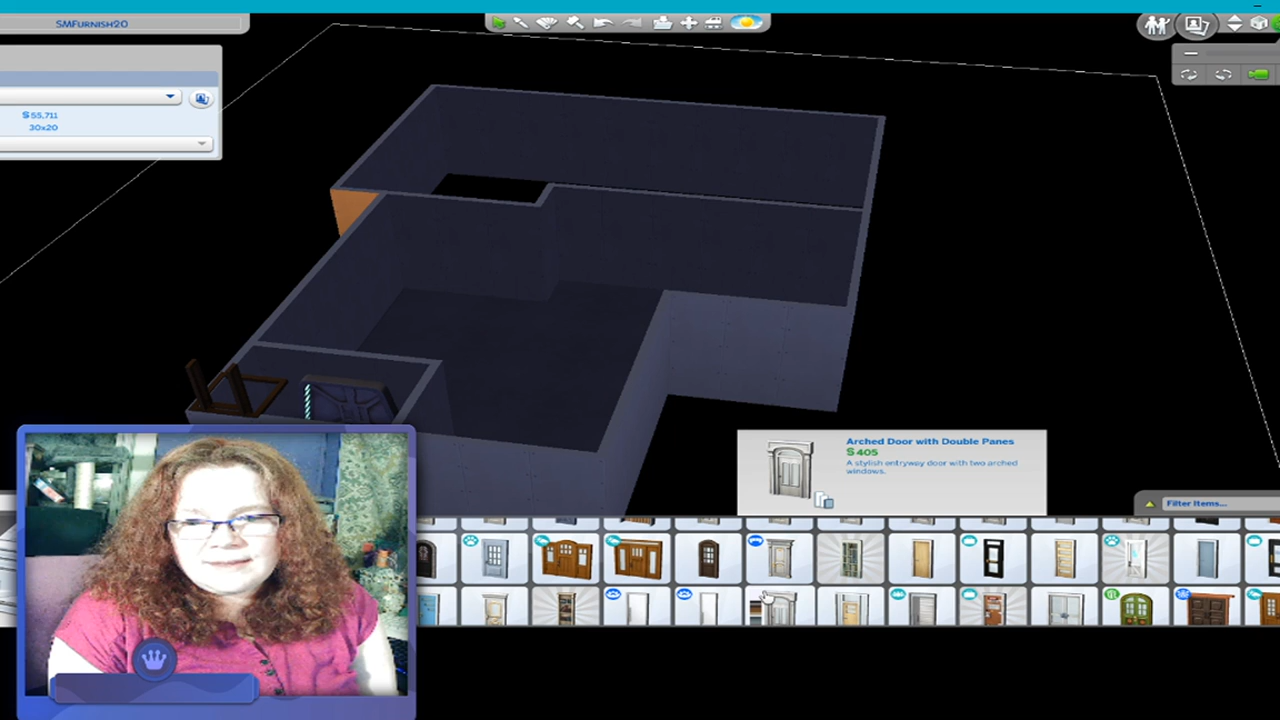 SMFurnish20
§55,711
30x20
Arched Door with Double Panes
§405
A stylish entryway door with two arched
windows.
Filter Items...